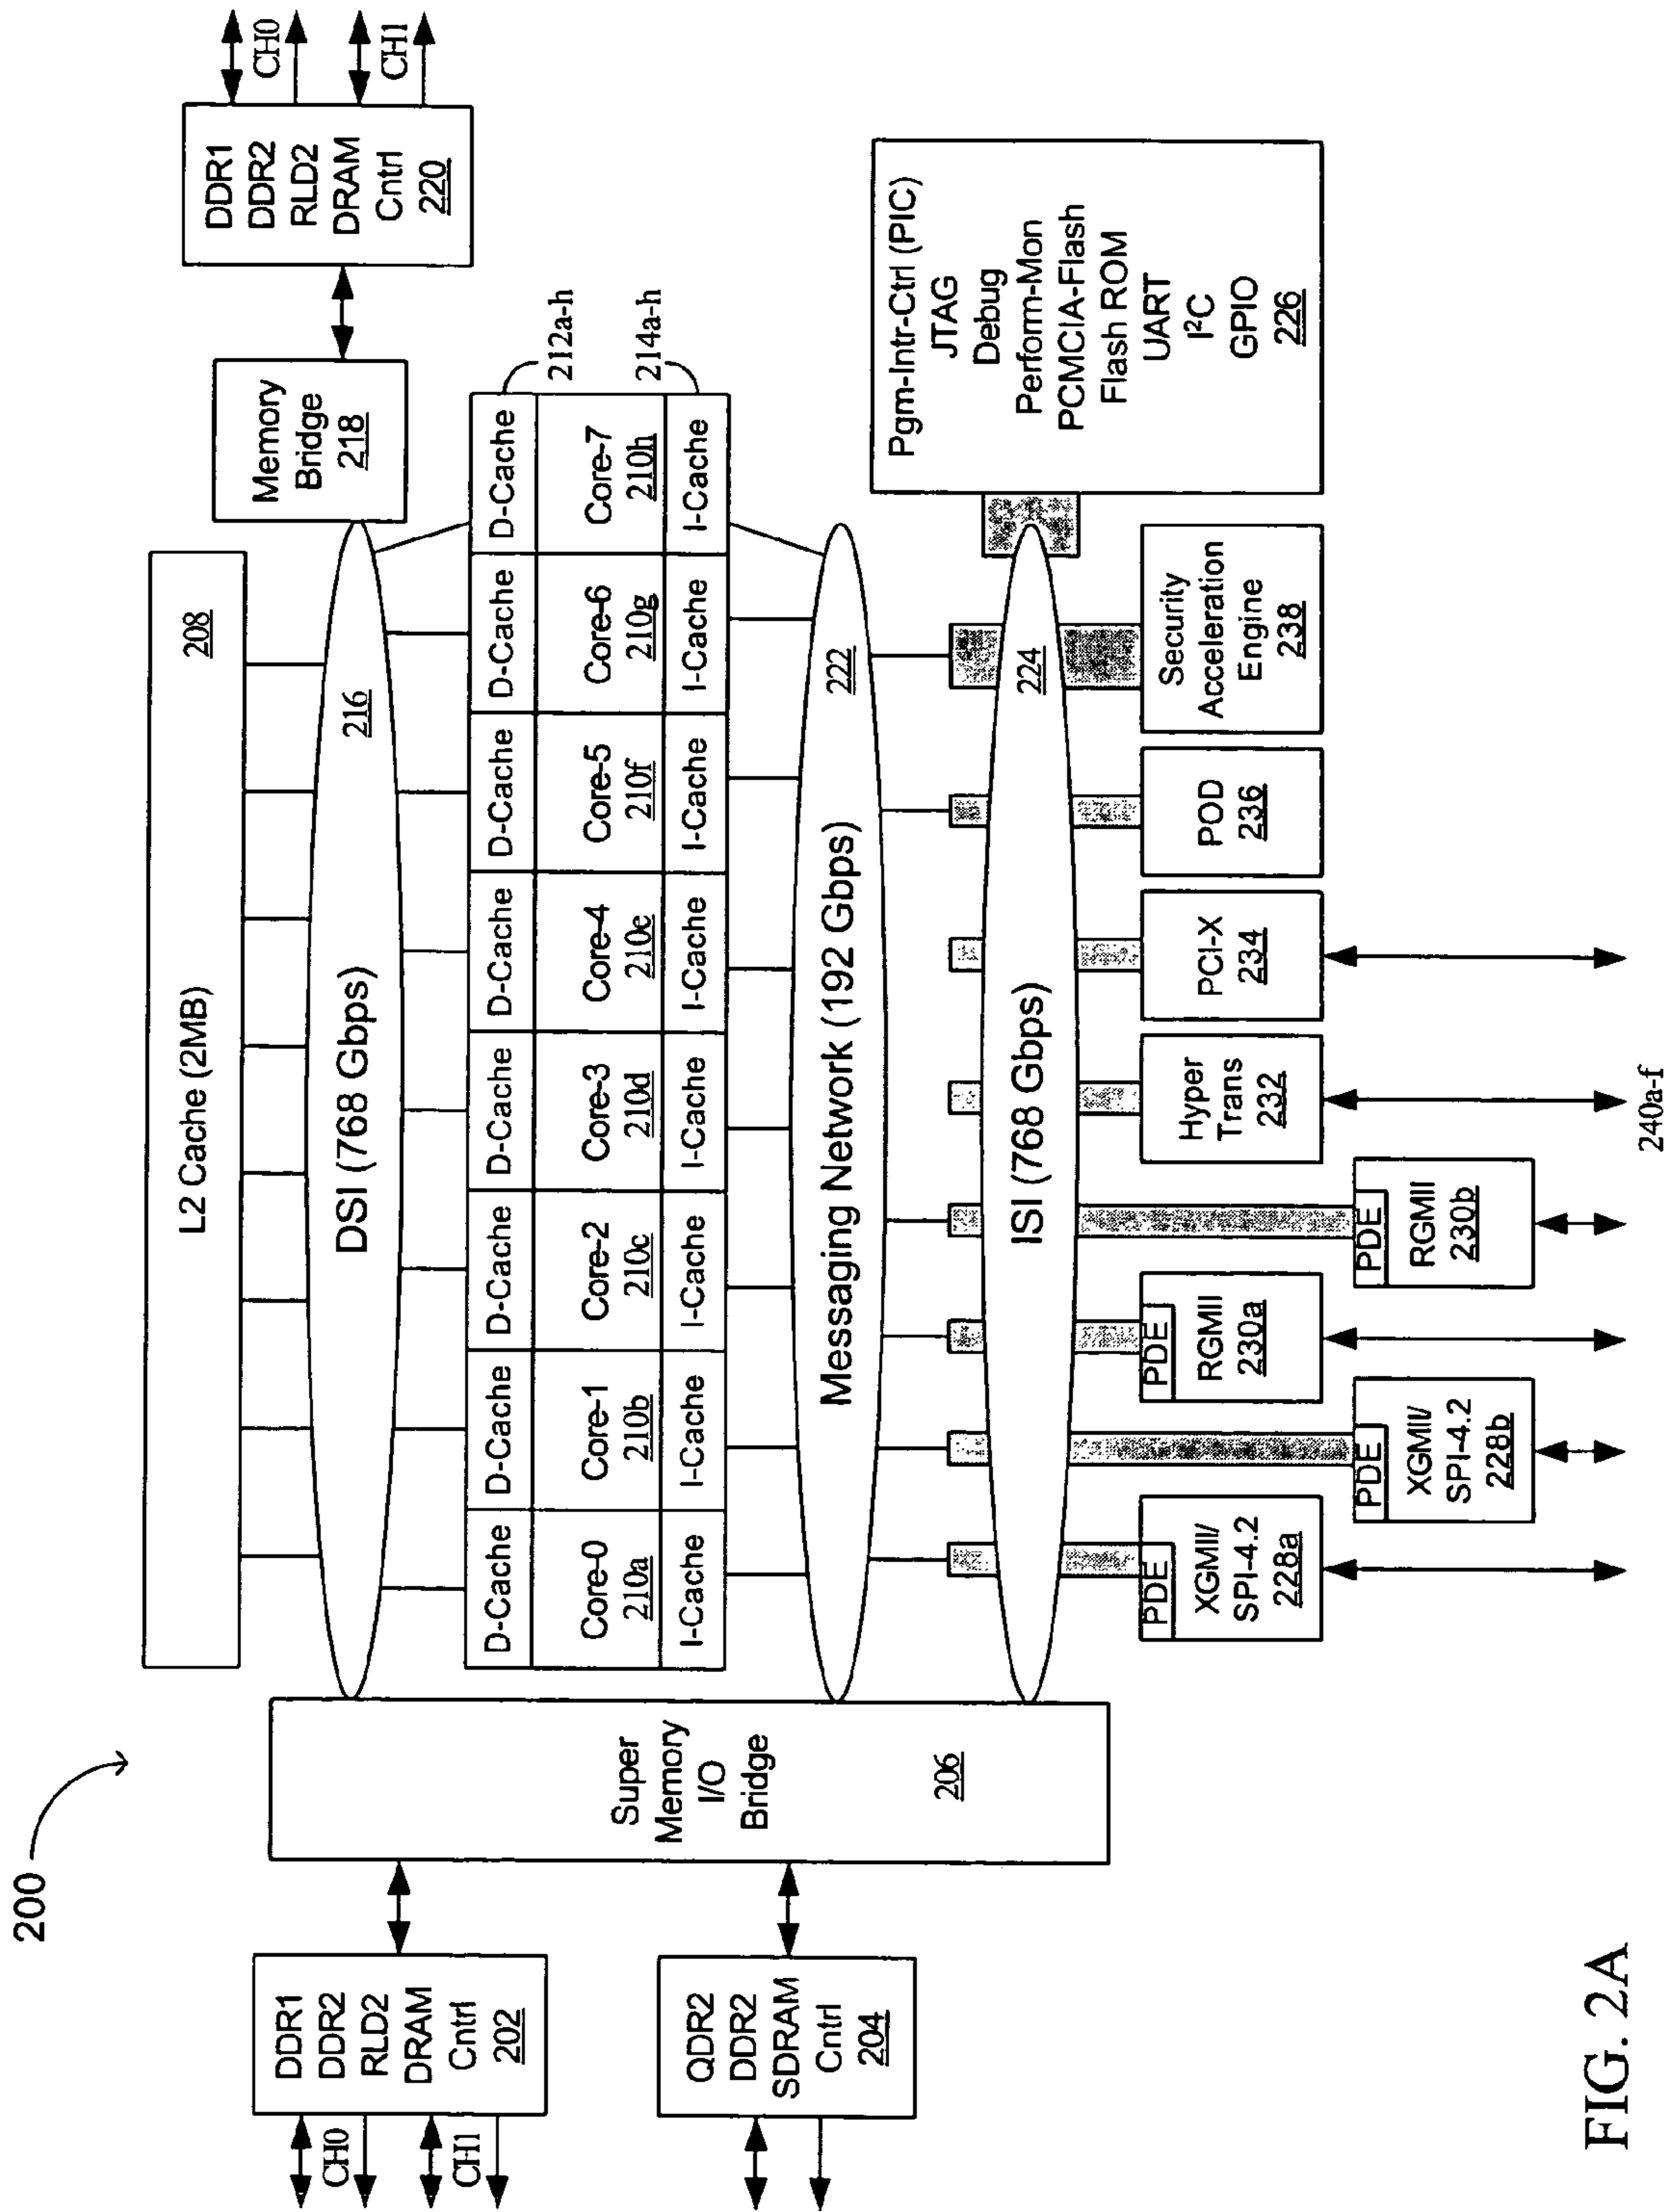 200
L2 Cache (2MB)
208
DSI (768 Gbps)
216
Memory
Bridge
218
DDR1
DDR2
RLD2
DRAM
Cntrl
220
CH0
CH1
DDR1
DDR2
RLD2
DRAM
Cntrl
202
CH0
CH1
QDR2
DDR2
SDRAM
Cntrl
204
Super
Memory
I/O
Bridge
206
D-Cache
D-Cache
D-Cache
D-Cache
D-Cache
D-Cache
D-Cache
D-Cache
212a-h
Core-0
210a
Core-1
210b
Core-2
210c
Core-3
210d
Core-4
210e
Core-5
210f
Core-6
210g
Core-7
210h
I-Cache
I-Cache
I-Cache
I-Cache
I-Cache
I-Cache
I-Cache
I-Cache
214a-h
Messaging Network (192 Gbps)
222
ISI (768 Gbps)
224
Pgm-Intr-Ctrl (PIC)
JTAG
Debug
Perform-Mon
PCMCIA-Flash
Flash ROM
UART
I²C
GPIO
226
PDE
XGMII/
SPI-4.2
228a
PDE
XGMII/
SPI-4.2
228b
PDE
RGMII
230a
PDE
RGMII
230b
Hyper
Trans
232
PCI-X
234
POD
236
Security
Acceleration
Engine
238
240a-f
FIG. 2A